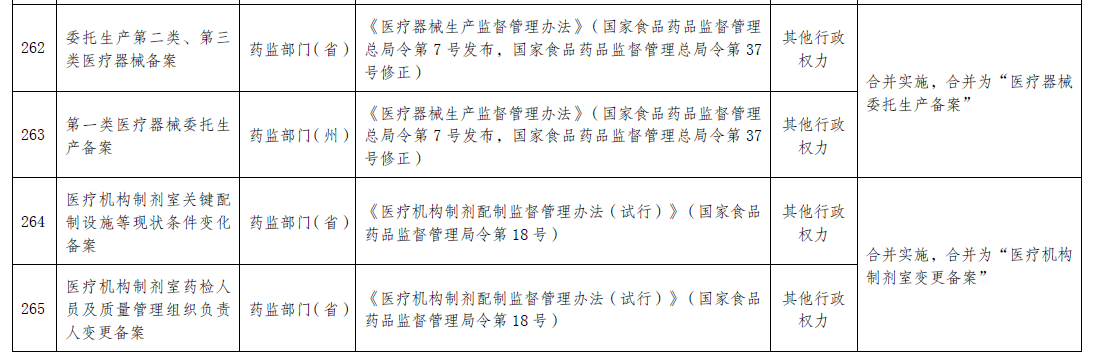 262
委托生产第二类、第三
类医疗器械备案
药监部门(省)
《医疗器械生产监督管理办法》(国家食品药品监督管理
总局令第7号发布,国家食品药品监督管理总局令第37
号修正)
其他行政
权力
合并实施,合并为“医疗器械
委托生产备案”
263
第一类医疗器械委托生
产备案
药监部门(州)
《医疗器械生产监督管理办法》(国家食品药品监督管理
总局令第7号发布,国家食品药品监督管理总局令第37
号修正)
其他行政
权力
264
医疗机构制剂室关键配
制设施等现状条件变化
备案
药监部门(省)
《医疗机构制剂配制监督管理办法(试行)》(国家食品
药品监督管理局令第18号)
其他行政
权力
合并实施,合并为“医疗机构
制剂室变更备案”
265
医疗机构制剂室药检人
员及质量管理组织负责
人变更备案
药监部门(省)
《医疗机构制剂配制监督管理办法(试行)》(国家食品
药品监督管理局令第18号)
其他行政
权力